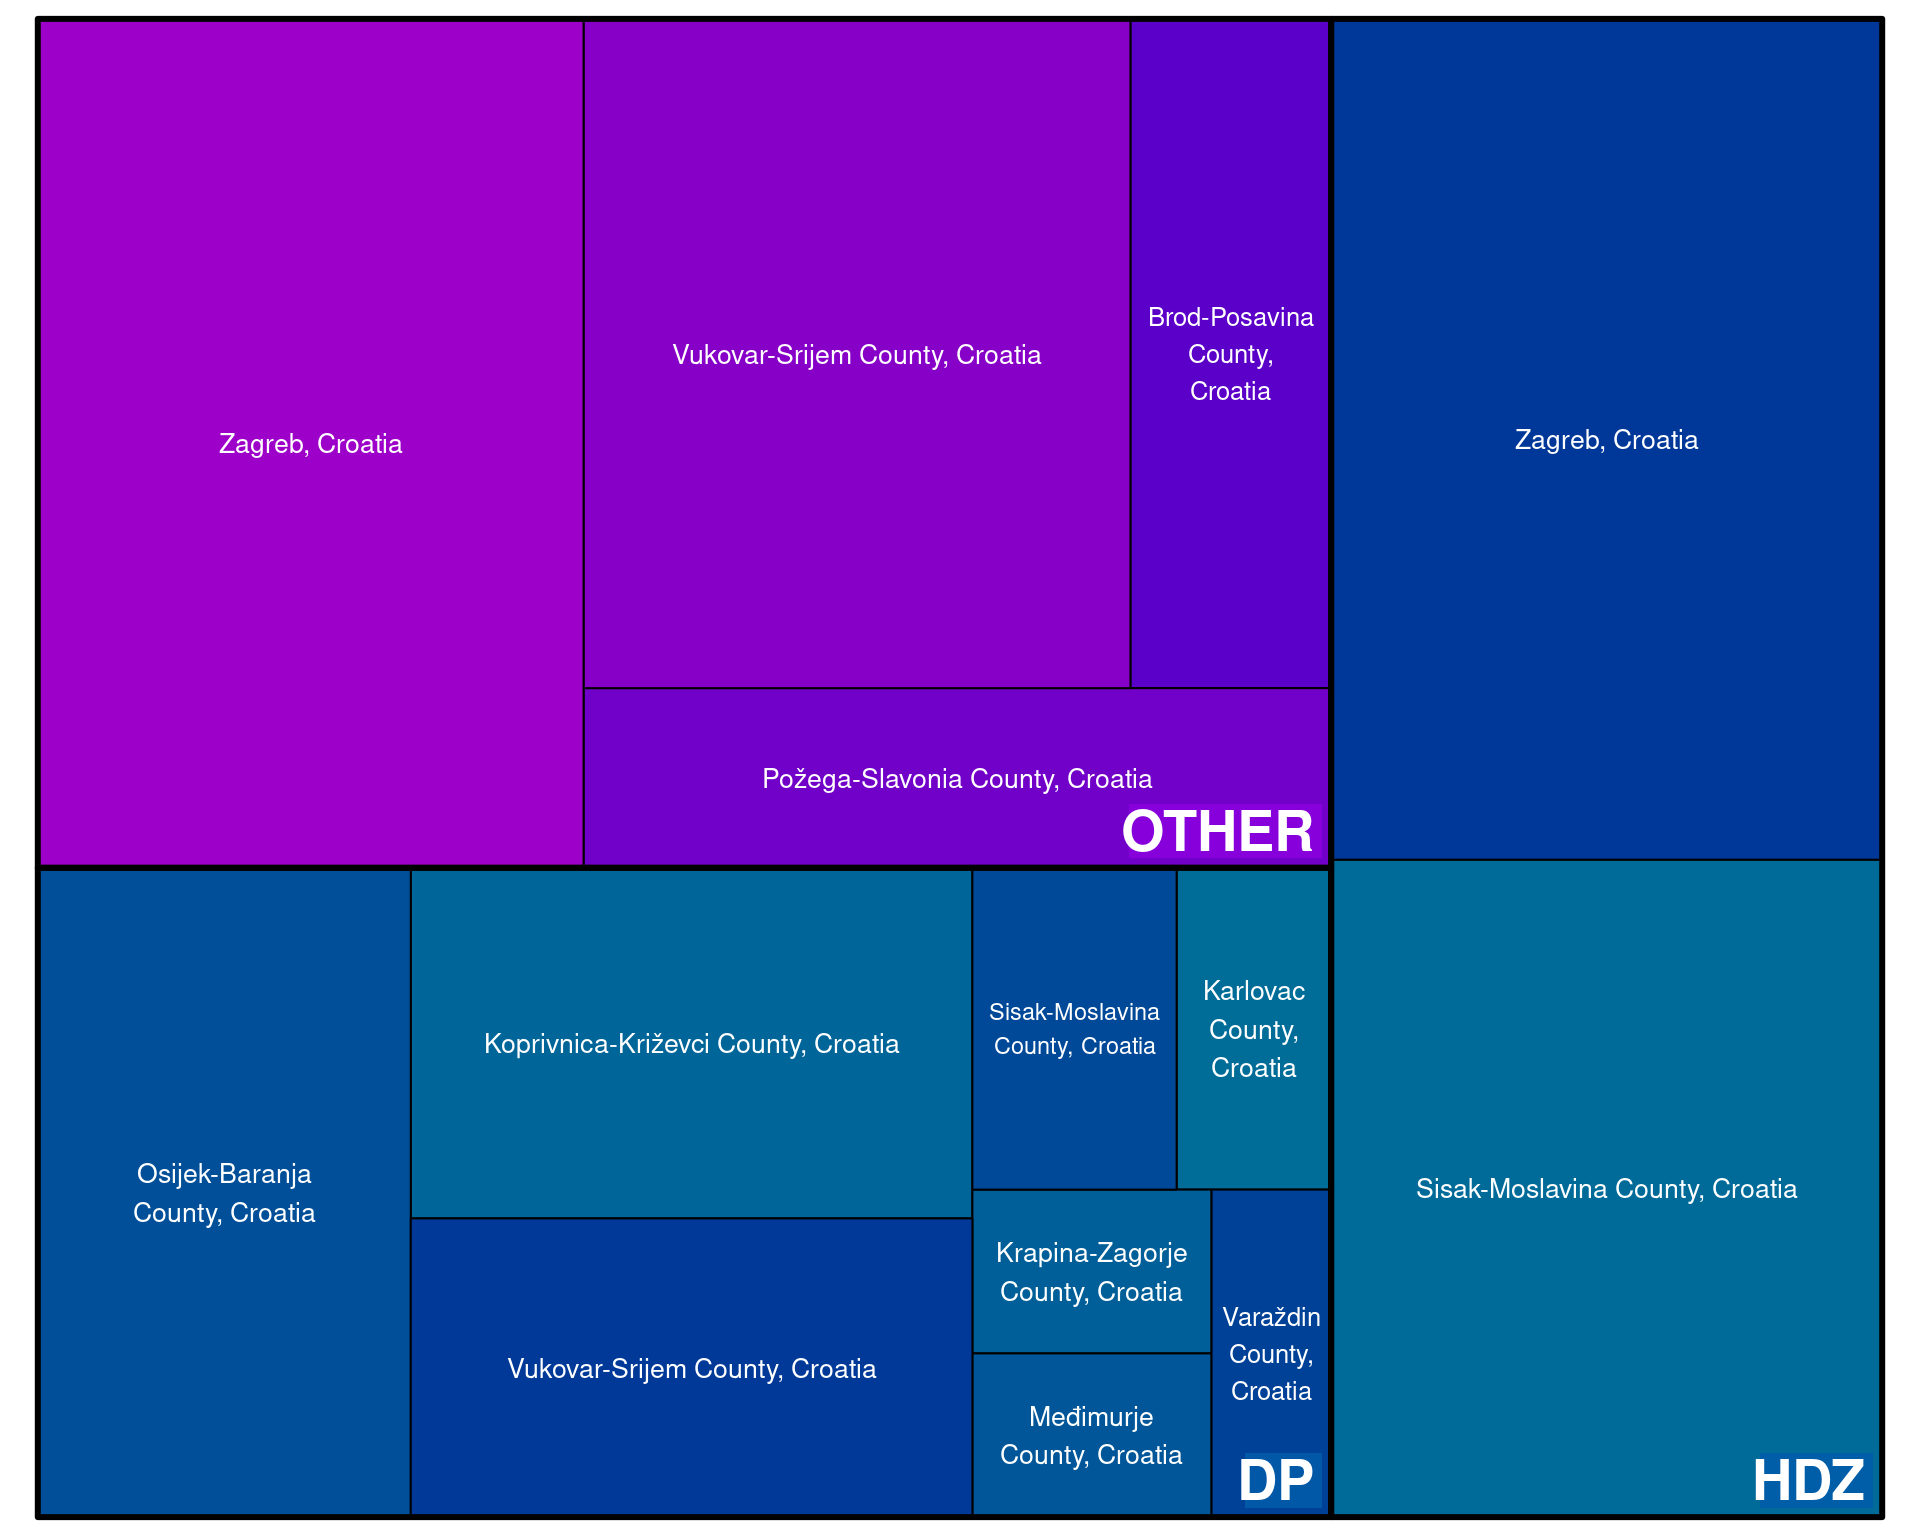 Zagreb, Croatia
Vukovar-Srijem County, Croatia
Brod-Posavina
County,
Croatia
Požega-Slavonia County, Croatia
OTHER
Zagreb, Croatia
Sisak-Moslavina County, Croatia
HDZ
Osijek-Baranja
County, Croatia
Koprivnica-Križevci County, Croatia
Vukovar-Srijem County, Croatia
Sisak-Moslavina
County, Croatia
Karlovac
County,
Croatia
Krapina-Zagorje
County, Croatia
Međimurje
County, Croatia
Varaždin
County,
Croatia
DP